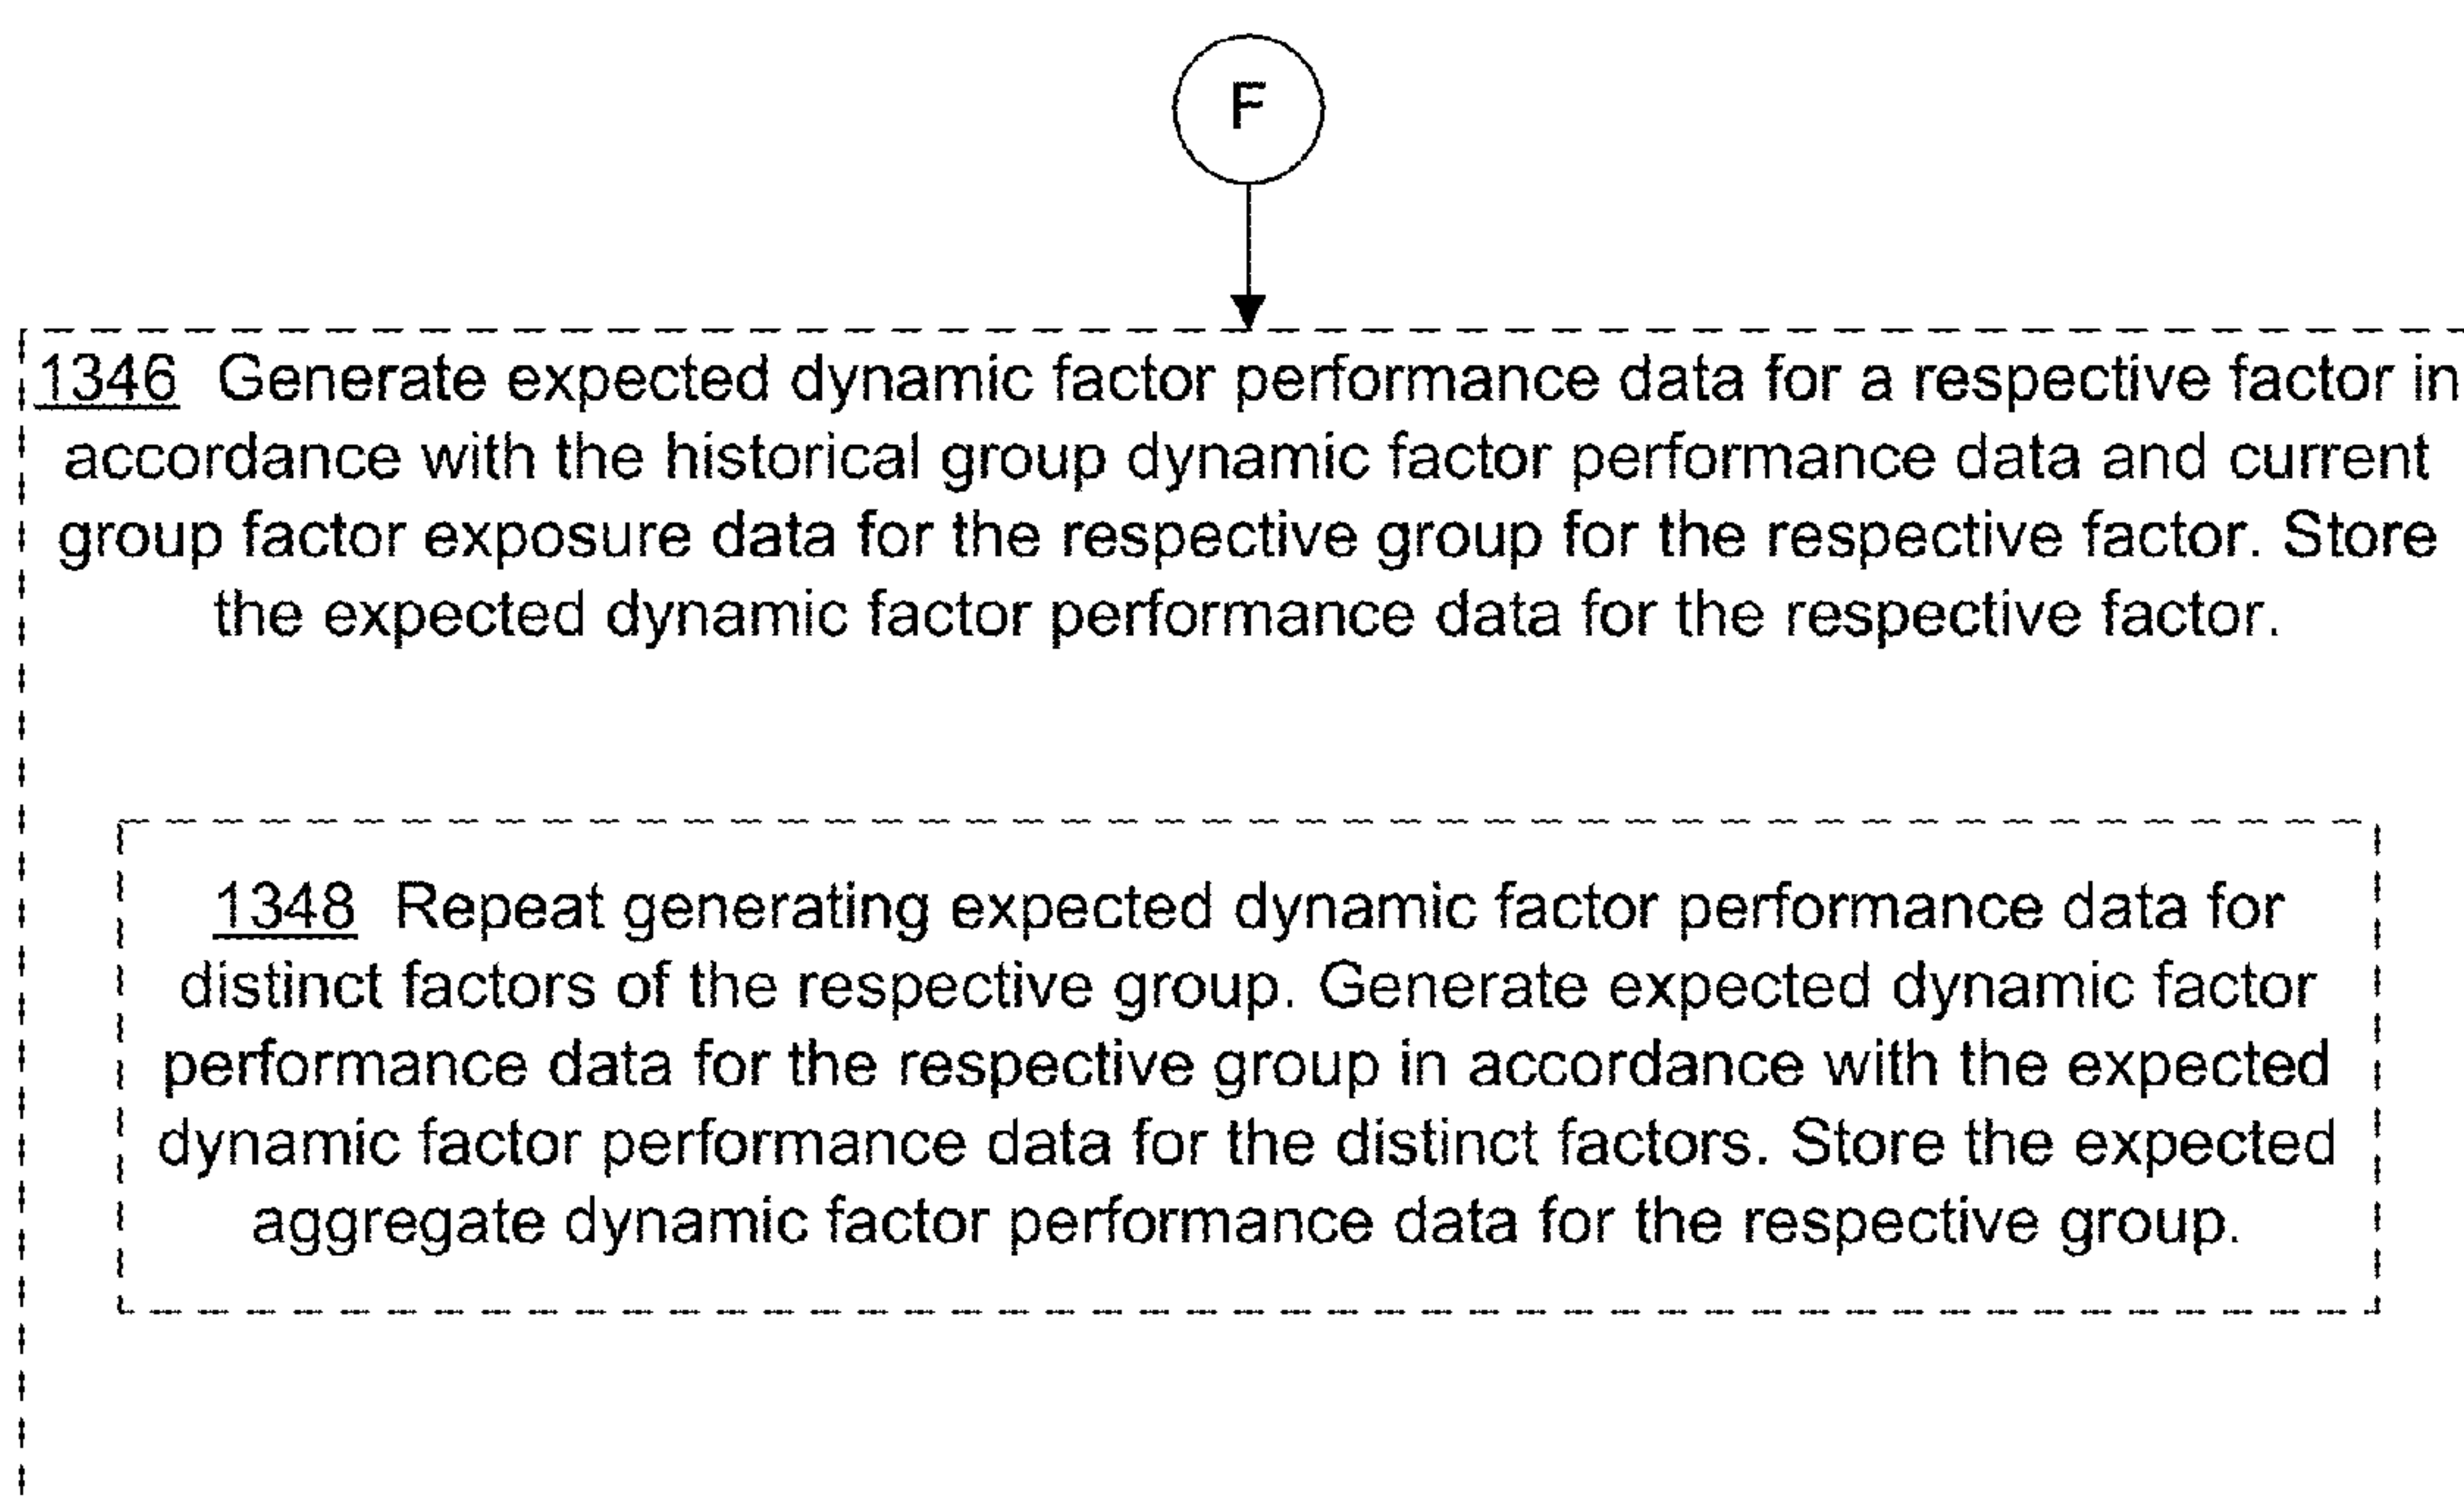 F
1346 Generate expected dynamic factor performance data for a respective factor in
accordance with the historical group dynamic factor performance data and current
group factor exposure data for the respective group for the respective factor. Store
the expected dynamic factor performance data for the respective factor.
1348 Repeat generating expected dynamic factor performance data for
distinct factors of the respective group. Generate expected dynamic factor
performance data for the respective group in accordance with the expected
dynamic factor performance data for the distinct factors. Store the expected
aggregate dynamic factor performance data for the respective group.